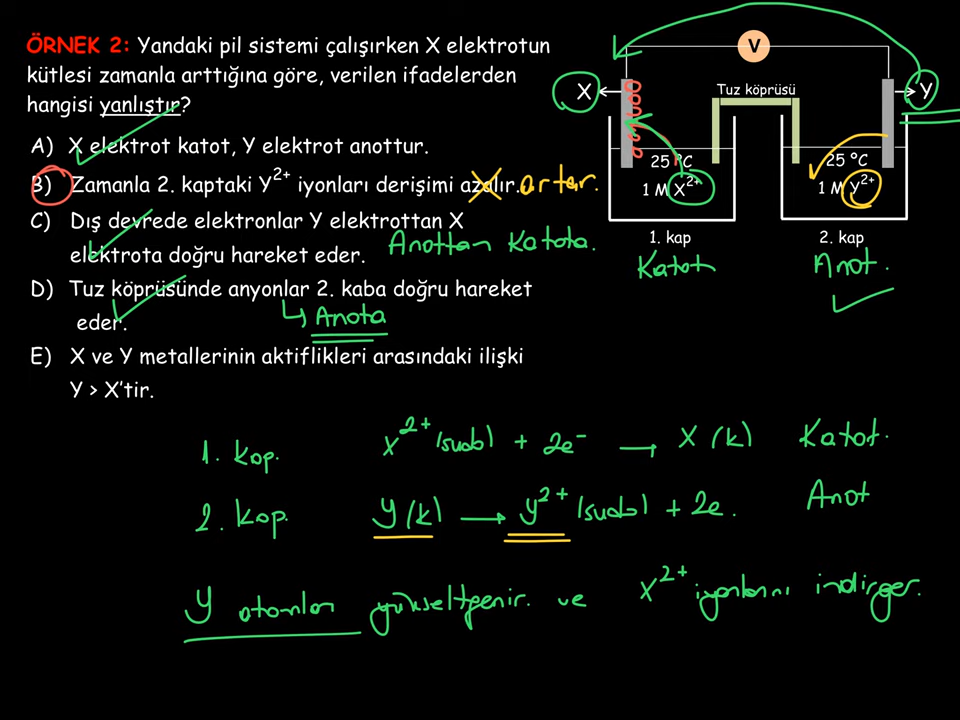 ÖRNEK 2: Yandaki pil sistemi çalışırken X elektrotun
kütlesi zamanla arttığına göre, verilen ifadelerden
hangisi yanlıştır?
A) X elektrot katot, Y elektrot anottur.
B) Zamanla 2. kaptaki Y²⁺ iyonları derişimi azalır. artar.
C) Dış devrede elektronlar Y elektrottan X
elektrota doğru hareket eder. Anottan Katota.
D) Tuz köprüsünde anyonlar 2. kaba doğru hareket
eder. Anota
E) X ve Y metallerinin aktiflikleri arasındaki ilişki
Y > X'tir.
V
X
Tuz köprüsü
Y
25 °C
1 M X²⁺
25 °C
1 M Y²⁺
1. kap
2. kap
Katot
Anot.
1. kap. X²⁺(suda) + 2e⁻ → X (k) Katot.
2. kap. Y(k) → Y²⁺(suda) + 2e. Anot
Y atomları yükseltgenir. ve X²⁺ iyonlarını indirger.